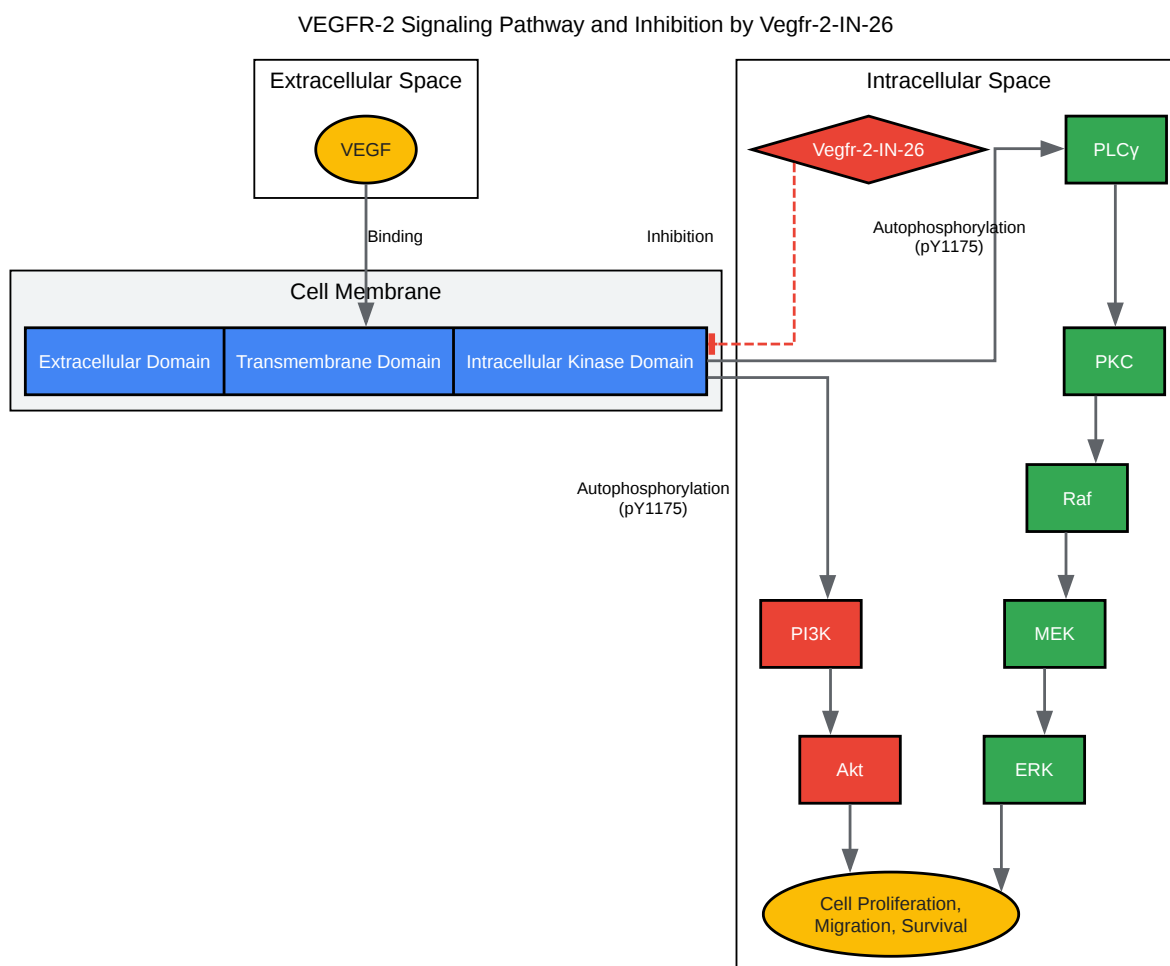 VEGFR-2 Signaling Pathway and Inhibition by Vegfr-2-IN-26
Extracellular Space
VEGF
Binding
Cell Membrane
Extracellular Domain
Transmembrane Domain
Intracellular Kinase Domain
Inhibition
Intracellular Space
Vegfr-2-IN-26
PLCγ
Autophosphorylation
(pY1175)
PKC
Autophosphorylation
(pY1175)
Raf
PI3K
MEK
Akt
ERK
Cell Proliferation,
Migration, Survival